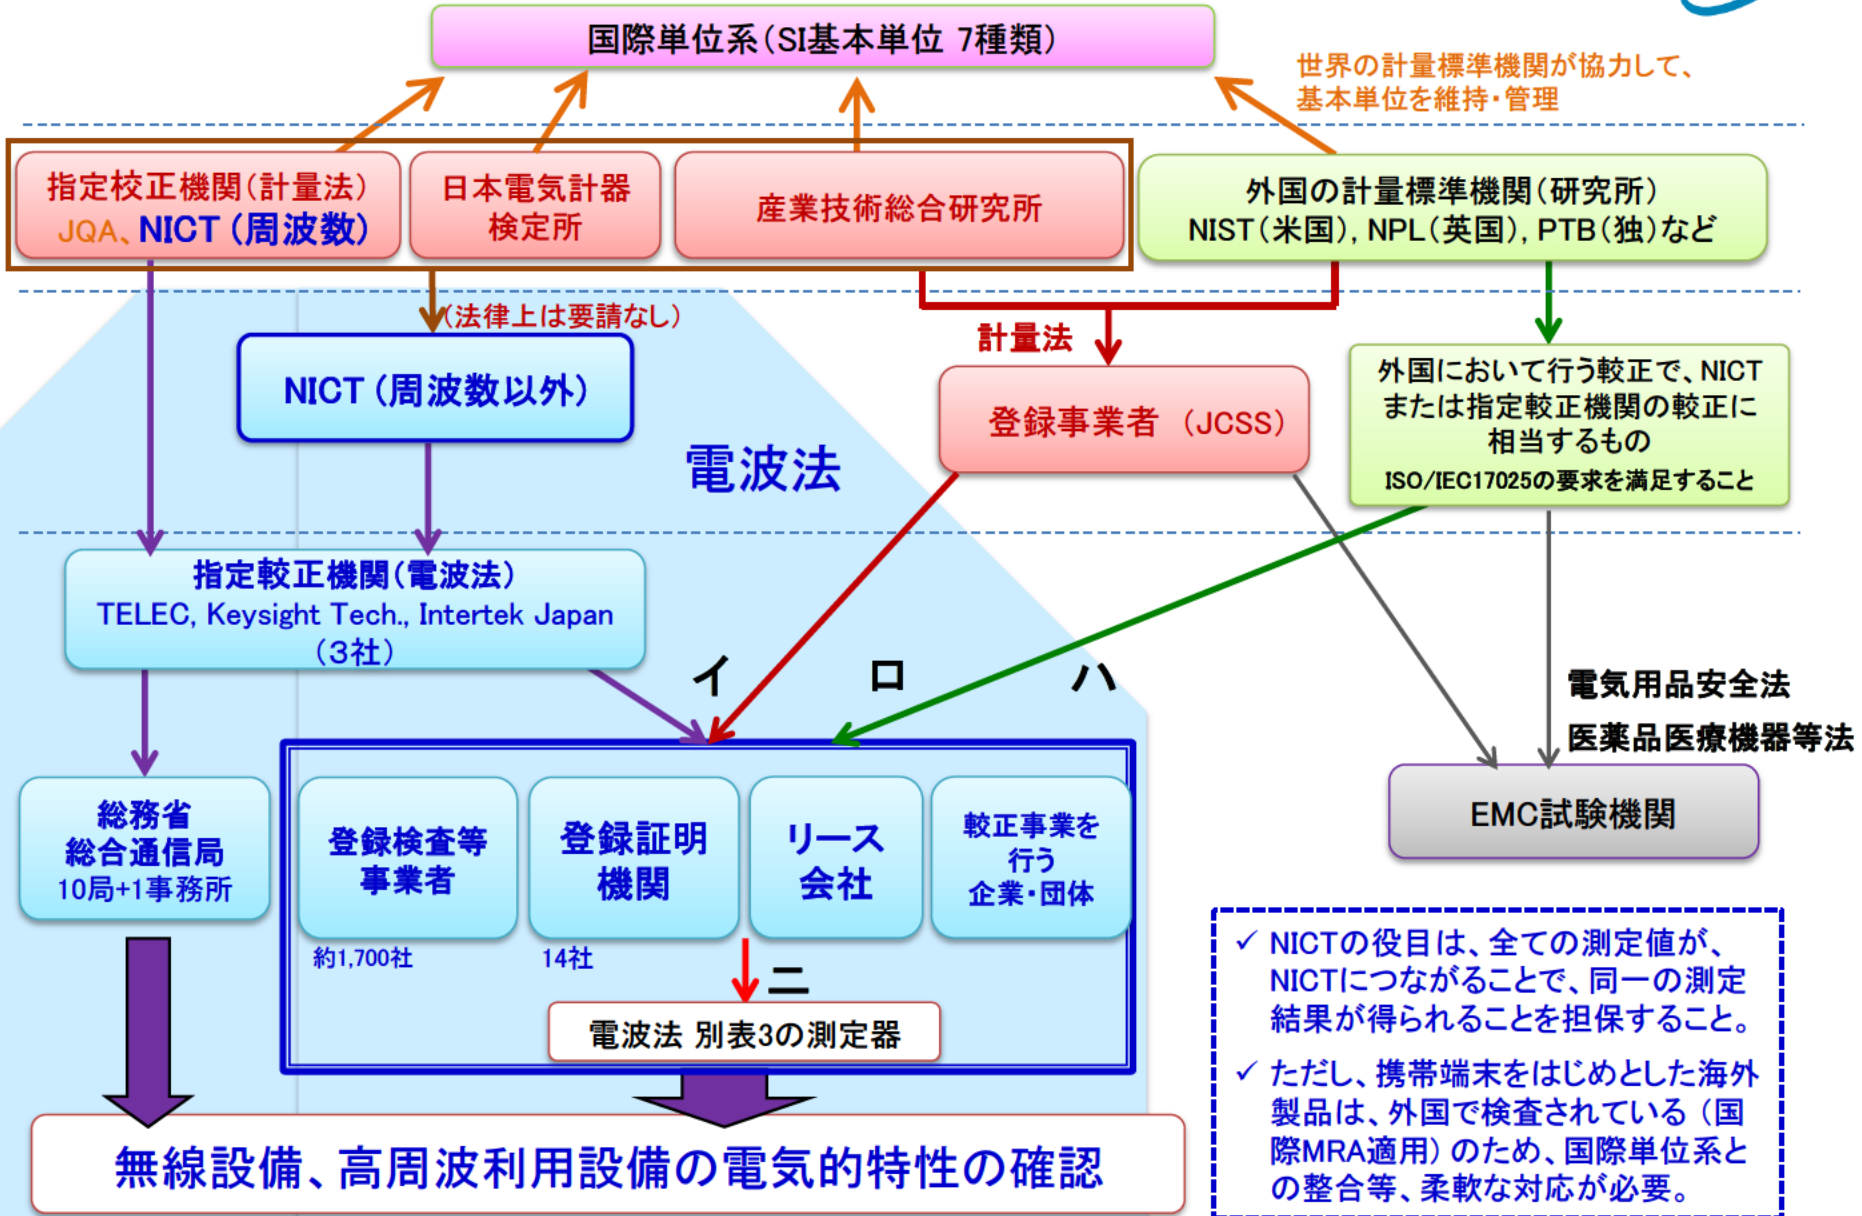 国際単位系(SI基本単位 7種類)
世界の計量標準機関が協力して、
基本単位を維持・管理
指定校正機関(計量法)
JQA、NICT(周波数)
日本電気計器
検定所
産業技術総合研究所
外国の計量標準機関(研究所)
NIST(米国), NPL(英国), PTB(独)など
(法律上は要請なし)
NICT(周波数以外)
計量法
登録事業者 (JCSS)
外国において行う較正で、NICT
または指定較正機関の較正に
相当するもの
ISO/IEC17025の要求を満足すること
電波法
指定較正機関(電波法)
TELEC, Keysight Tech., Intertek Japan
(3社)
イ ロ ハ
電気用品安全法
医薬品医療機器等法
総務省
総合通信局
10局+1事務所
登録検査等
事業者
約1,700社
登録証明
機関
14社
リース
会社
較正事業を
行う
企業・団体
EMC試験機関
ニ
電波法 別表3の測定器
無線設備、高周波利用設備の電気的特性の確認
✓ NICTの役目は、全ての測定値が、
NICTにつながることで、同一の測定
結果が得られることを担保すること。
✓ ただし、携帯端末をはじめとした海外
製品は、外国で検査されている(国
際MRA適用)のため、国際単位系と
の整合等、柔軟な対応が必要。